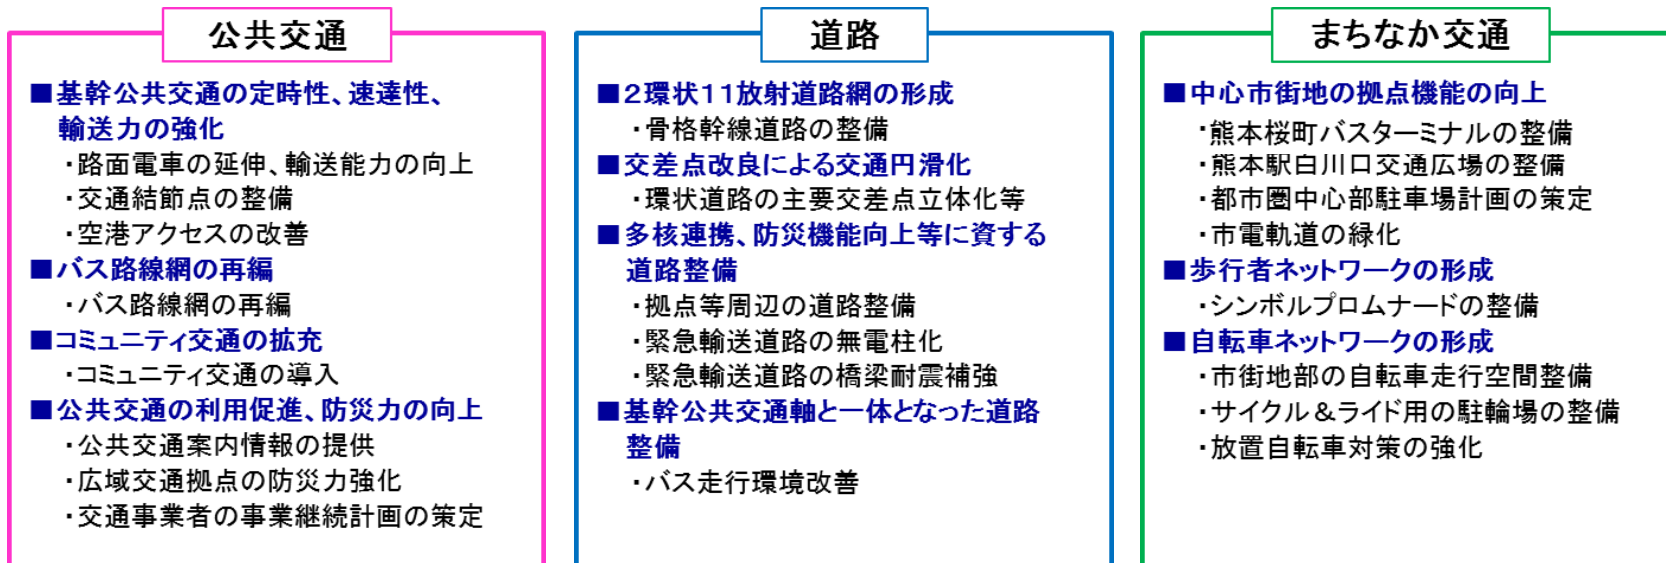 公共交通
■基幹公共交通の定時性、速達性、
輸送力の強化
・路面電車の延伸、輸送能力の向上
・交通結節点の整備
・空港アクセスの改善
■バス路線網の再編
・バス路線網の再編
■コミュニティ交通の拡充
・コミュニティ交通の導入
■公共交通の利用促進、防災力の向上
・公共交通案内情報の提供
・広域交通拠点の防災力強化
・交通事業者の事業継続計画の策定
道路
■2環状11放射道路網の形成
・骨格幹線道路の整備
■交差点改良による交通円滑化
・環状道路の主要交差点立体化等
■多核連携、防災機能向上等に資する
道路整備
・拠点等周辺の道路整備
・緊急輸送道路の無電柱化
・緊急輸送道路の橋梁耐震補強
■基幹公共交通軸と一体となった道路
整備
・バス走行環境改善
まちなか交通
■中心市街地の拠点機能の向上
・熊本桜町バスターミナルの整備
・熊本駅白川口交通広場の整備
・都市圏中心部駐車場計画の策定
・市電軌道の緑化
■歩行者ネットワークの形成
・シンボルプロムナードの整備
■自転車ネットワークの形成
・市街地部の自転車走行空間整備
・サイクル＆ライド用の駐輪場の整備
・放置自転車対策の強化